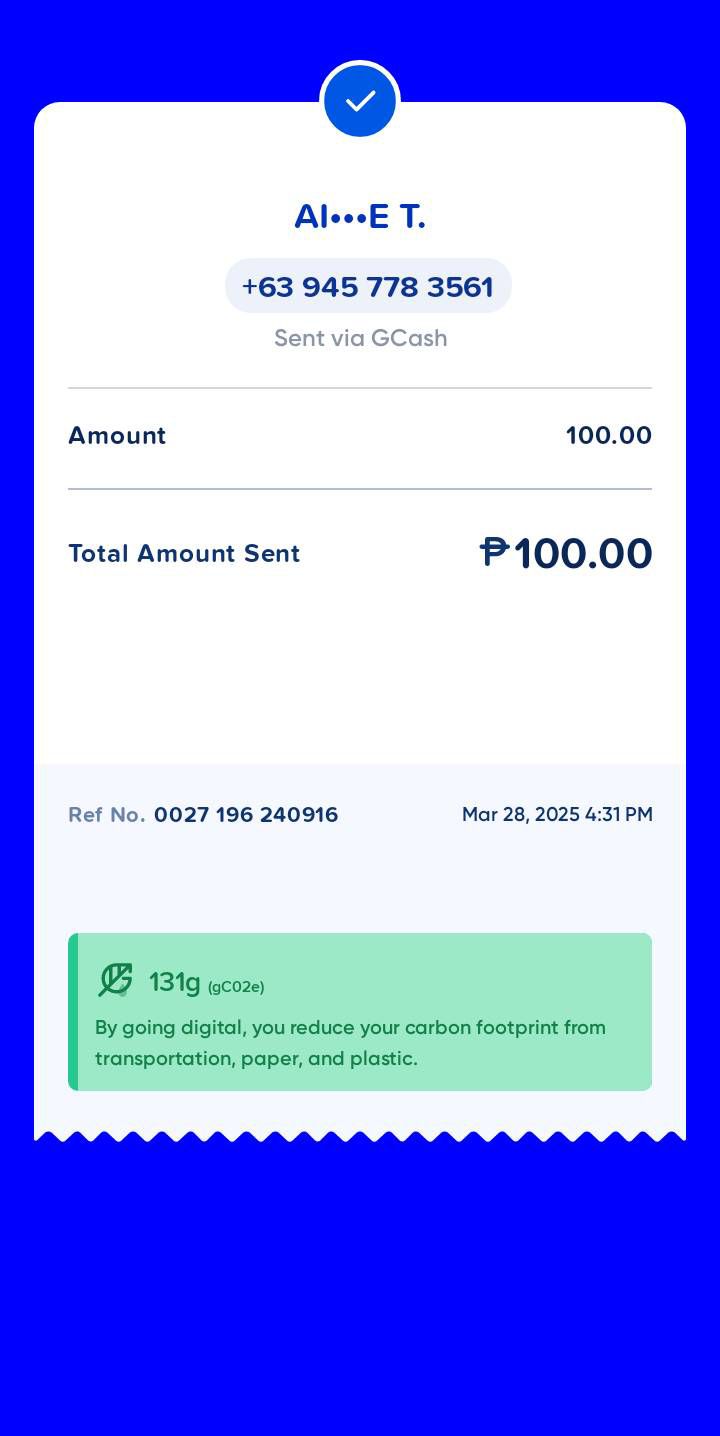 AI•••E T.
+63 945 778 3561
Sent via GCash
Amount 100.00
Total Amount Sent ₱100.00
Ref No. 0027 196 240916 Mar 28, 2025 4:31 PM
131g (gC02e)
By going digital, you reduce your carbon footprint from
transportation, paper, and plastic.